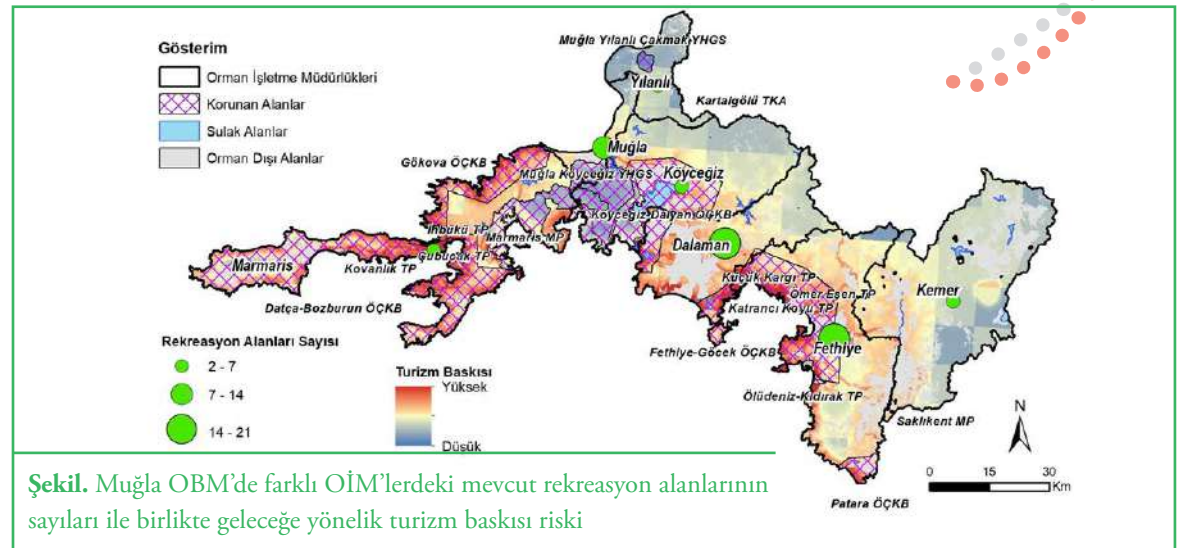 Gösterim
Orman İşletme Müdürlükleri
Korunan Alanlar
Sulak Alanlar
Orman Dışı Alanlar
Muğla Yılanlı Çakmak YHGS
Yılanlı
Kartalgölü TKA
Muğla
Gökova ÖÇKB
Muğla Köyceğiz YHGS
Köyceğiz
Köyceğiz-Dalyan ÖÇKB
İnbükü TP
Marmaris MP
Çubucak TP
Dalaman
Marmaris
Kovanlık TP
Küçük Kargı TP
Ömer Eşen TP
Kemer
Datça-Bozburun ÖÇKB
Katrancı Koyu TP
Fethiye
Fethiye-Göcek ÖÇKB
Ölüdeniz-Kıdırak TP
Saklıkent MP
Patara ÖÇKB
Rekreasyon Alanları Sayısı
2 - 7
7 - 14
14 - 21
Turizm Baskısı
Yüksek
Düşük
N
0 15 30
Km
Şekil. Muğla OBM’de farklı OİM’lerdeki mevcut rekreasyon alanlarının
sayıları ile birlikte geleceğe yönelik turizm baskısı riski